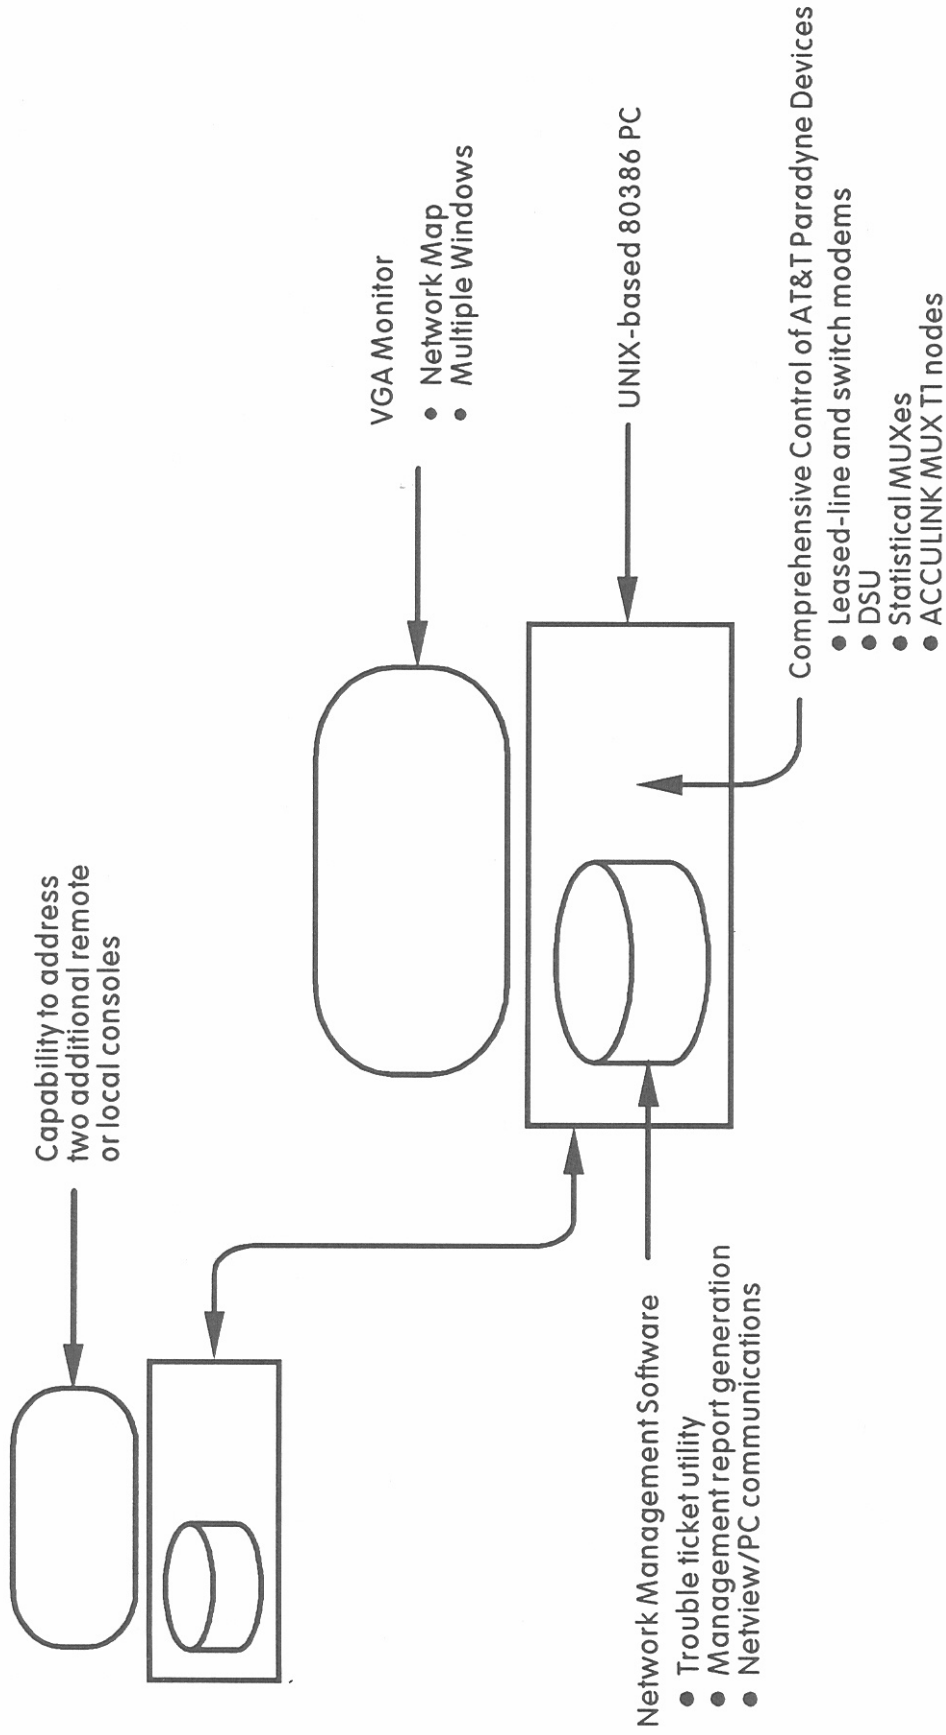 Capability to address
two additional remote
or local consoles
VGA Monitor
● Network Map
● Multiple Windows
UNIX-based 80386 PC
Network Management Software
● Trouble ticket utility
● Management report generation
● Netview/PC communications
Comprehensive Control of AT&T Paradyne Devices
● Leased-line and switch modems
● DSU
● Statistical MUXes
● ACCULINK MUX T1 nodes